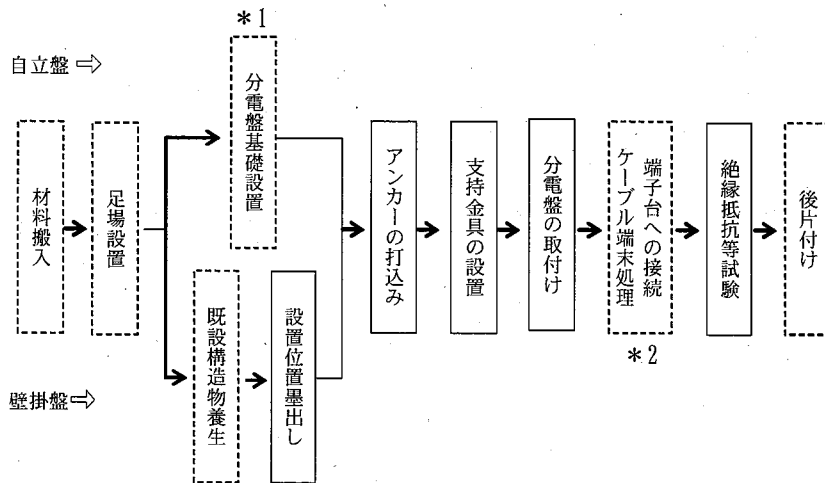 *1
自立盤⇨
分電盤基礎設置
材料搬入
足場設置
アンカーの打込み
支持金具の設置
分電盤の取付け
端子台への接続
ケーブル端末処理
絶縁抵抗等試験
後片付け
*2
既設構造物養生
設置位置墨出し
壁掛盤⇨